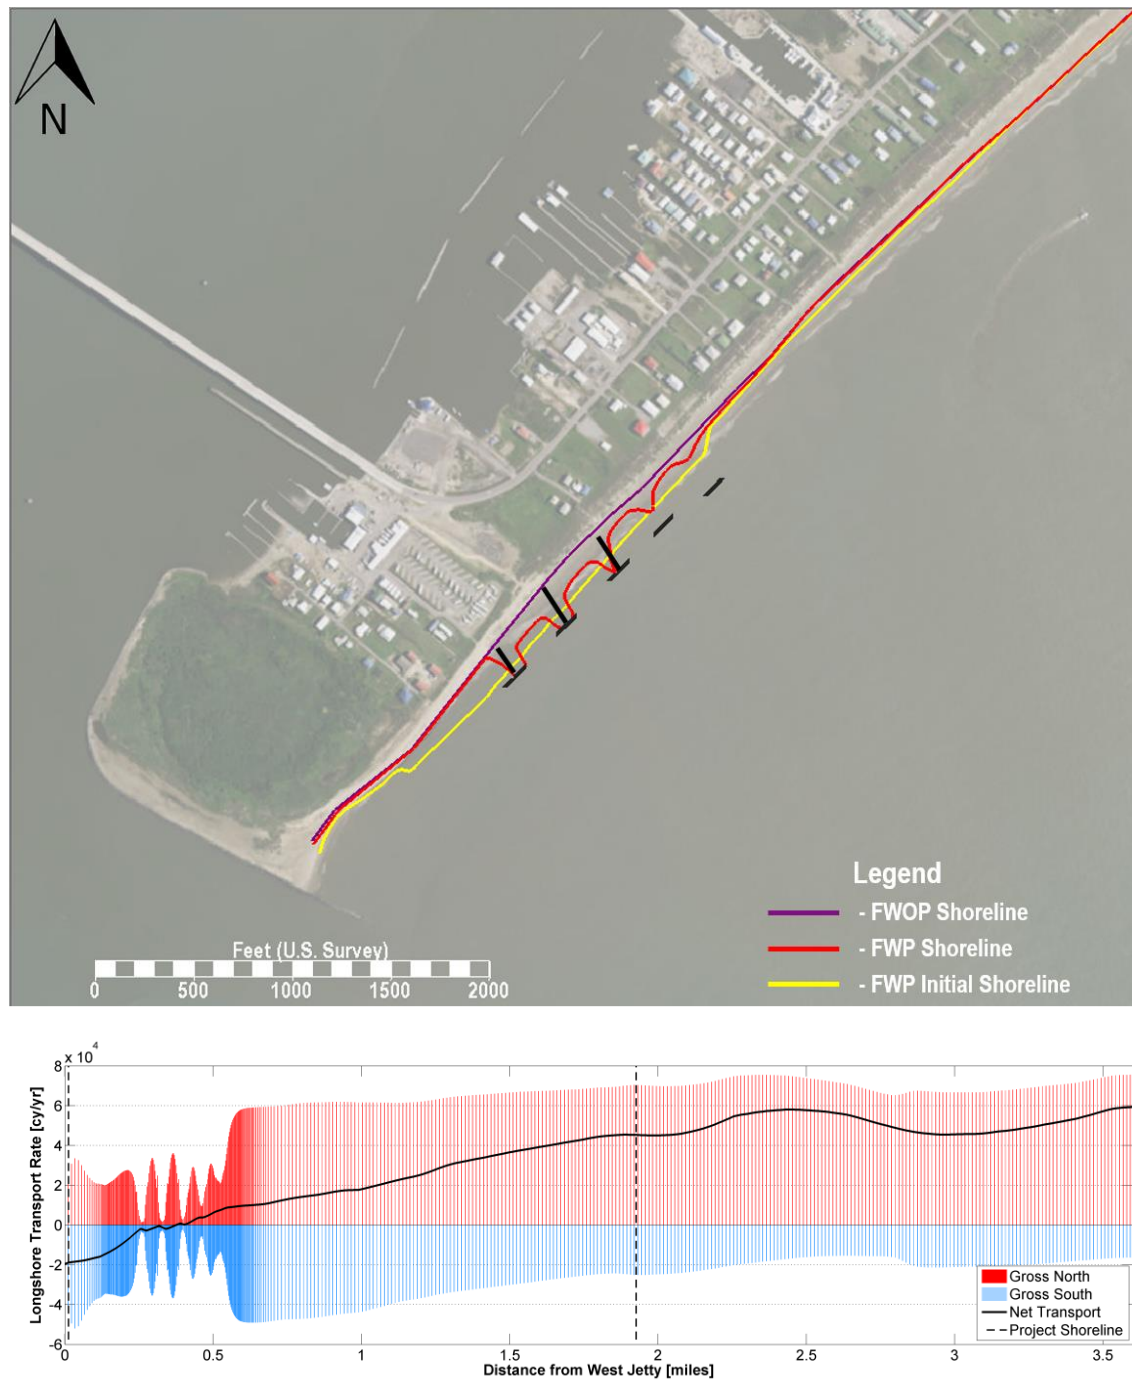 N
Legend
- FWOP Shoreline
- FWP Shoreline
- FWP Initial Shoreline
Feet (U.S. Survey)
0 500 1000 1500 2000
x 10^4
8
6
4
2
0
-2
-4
-6
Longshore Transport Rate [cy/yr]
Gross North
Gross South
Net Transport
Project Shoreline
0 0.5 1 1.5 2 2.5 3 3.5
Distance from West Jetty [miles]